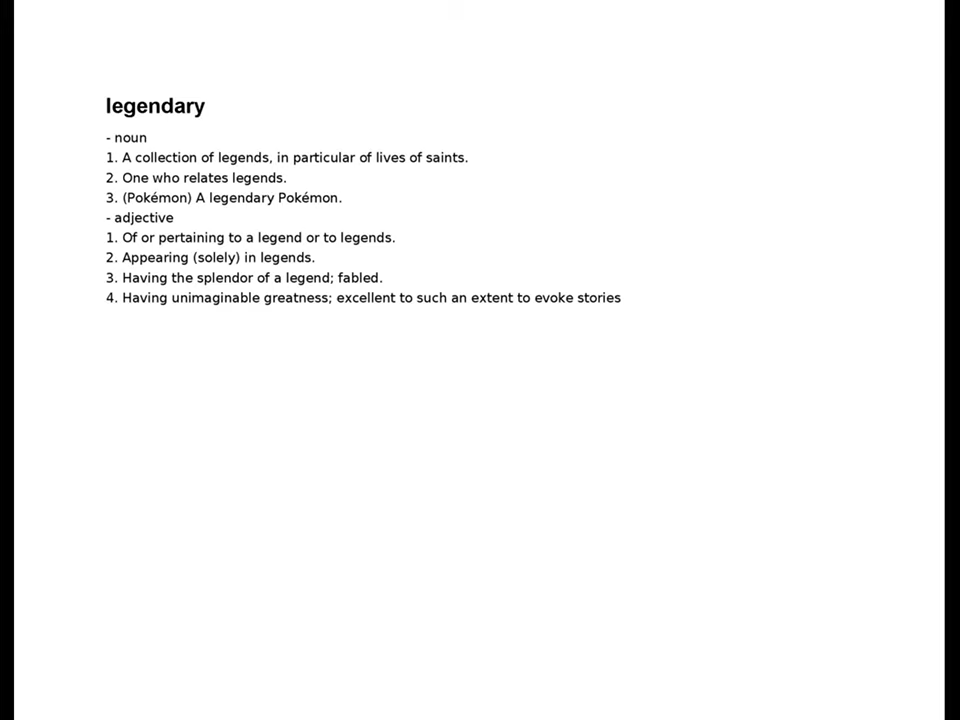 legendary
- noun
1. A collection of legends, in particular of lives of saints.
2. One who relates legends.
3. (Pokémon) A legendary Pokémon.
- adjective
1. Of or pertaining to a legend or to legends.
2. Appearing (solely) in legends.
3. Having the splendor of a legend; fabled.
4. Having unimaginable greatness; excellent to such an extent to evoke stories